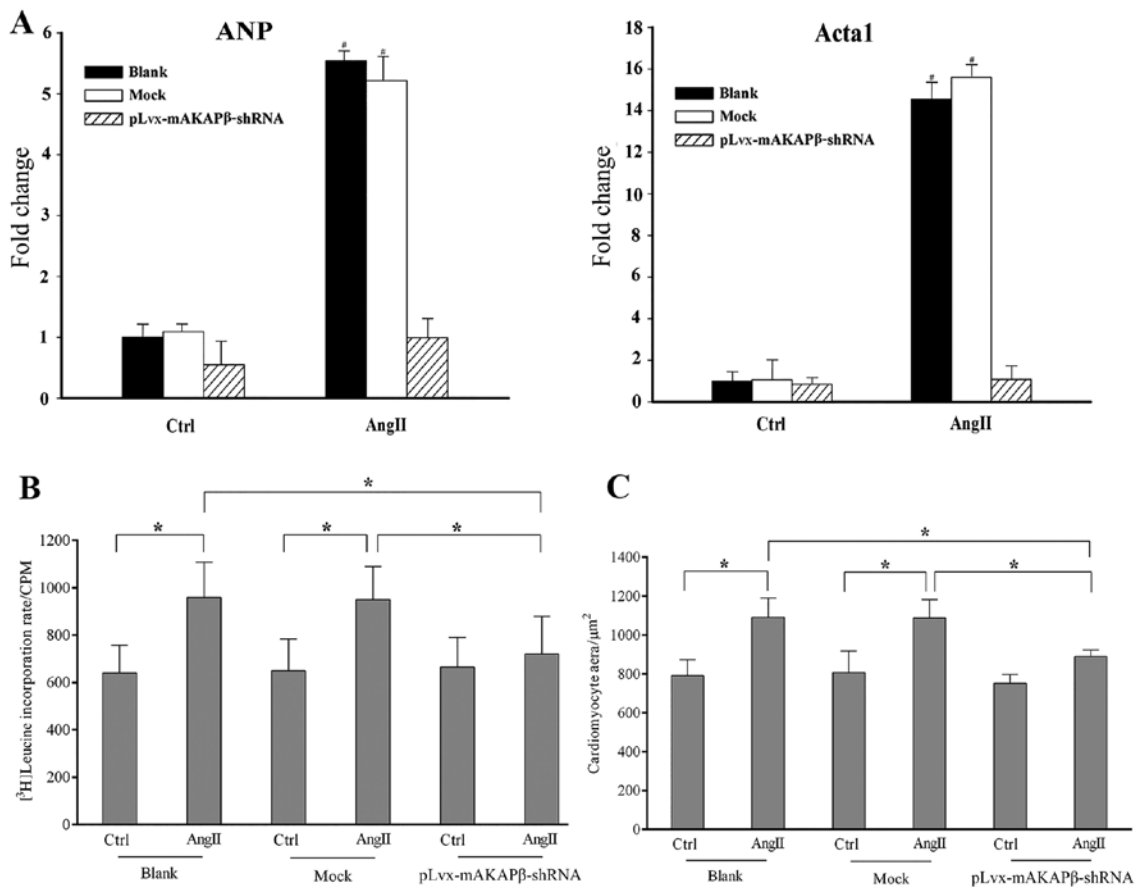 A
ANP
Fold change
6
5
4
3
2
1
0
Blank
Mock
pLvx-mAKAPβ-shRNA
# #
Ctrl AngII
Acta1
Fold change
18
16
14
12
10
8
6
4
2
0
Blank
Mock
pLvx-mAKAPβ-shRNA
# #
Ctrl AngII
B
[³H]Leucine incorporation rate/CPM
1200
1000
800
600
400
200
0
*
* * *
Ctrl AngII Ctrl AngII Ctrl AngII
Blank Mock pLvx-mAKAPβ-shRNA
C
Cardiomyocyte aera/μm²
1400
1200
1000
800
600
400
200
0
*
* * *
Ctrl AngII Ctrl AngII Ctrl AngII
Blank Mock pLvx-mAKAPβ-shRNA